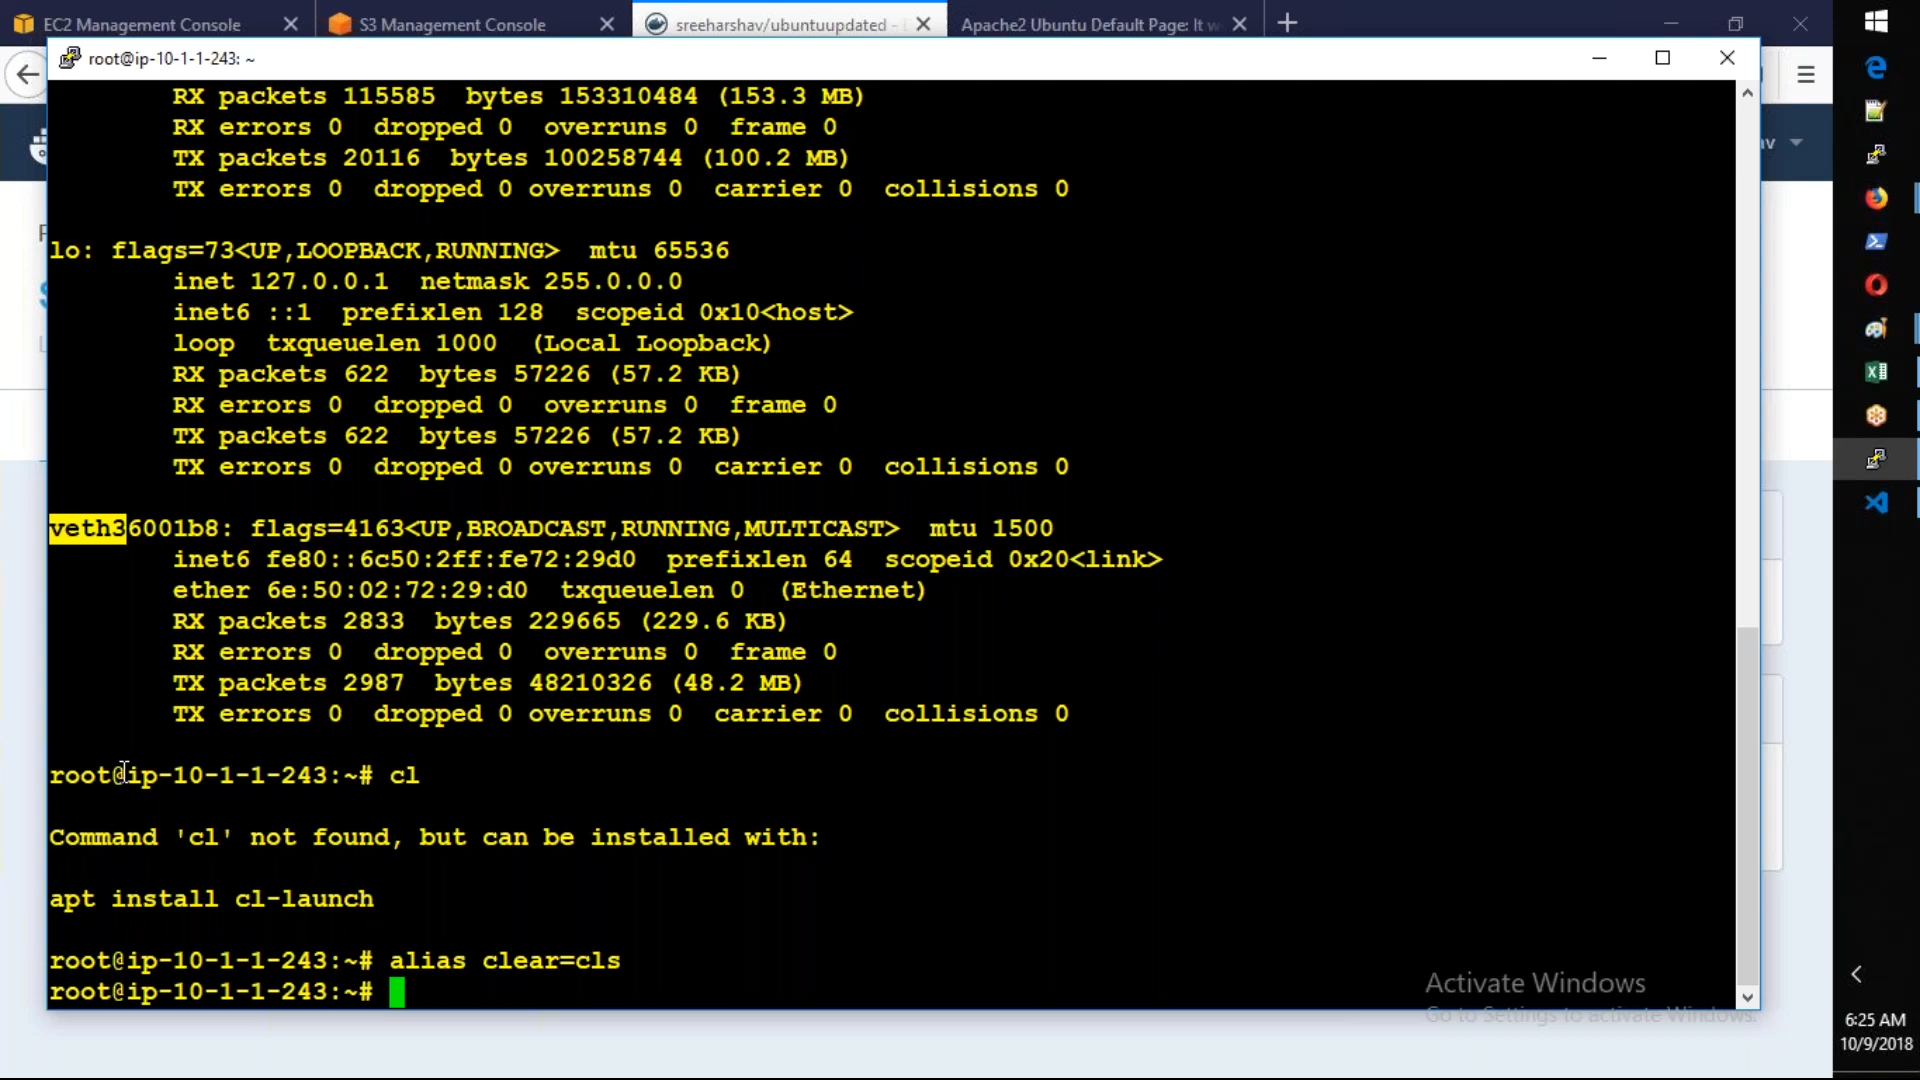 EC2 Management Console
S3 Management Console
sreeharshav/ubuntuupdated -
Apache2 Ubuntu Default Page: It w
root@ip-10-1-1-243: ~
RX packets 115585 bytes 153310484 (153.3 MB)
RX errors 0 dropped 0 overruns 0 frame 0
TX packets 20116 bytes 100258744 (100.2 MB)
TX errors 0 dropped 0 overruns 0 carrier 0 collisions 0
lo: flags=73<UP,LOOPBACK,RUNNING> mtu 65536
inet 127.0.0.1 netmask 255.0.0.0
inet6 ::1 prefixlen 128 scopeid 0x10<host>
loop txqueuelen 1000 (Local Loopback)
RX packets 622 bytes 57226 (57.2 KB)
RX errors 0 dropped 0 overruns 0 frame 0
TX packets 622 bytes 57226 (57.2 KB)
TX errors 0 dropped 0 overruns 0 carrier 0 collisions 0
veth36001b8: flags=4163<UP,BROADCAST,RUNNING,MULTICAST> mtu 1500
inet6 fe80::6c50:2ff:fe72:29d0 prefixlen 64 scopeid 0x20<link>
ether 6e:50:02:72:29:d0 txqueuelen 0 (Ethernet)
RX packets 2833 bytes 229665 (229.6 KB)
RX errors 0 dropped 0 overruns 0 frame 0
TX packets 2987 bytes 48210326 (48.2 MB)
TX errors 0 dropped 0 overruns 0 carrier 0 collisions 0
root@ip-10-1-1-243:~# cl
Command 'cl' not found, but can be installed with:
apt install cl-launch
root@ip-10-1-1-243:~# alias clear=cls
root@ip-10-1-1-243:~#
Activate Windows
Go to Settings to activate Windows.
6:25 AM
10/9/2018